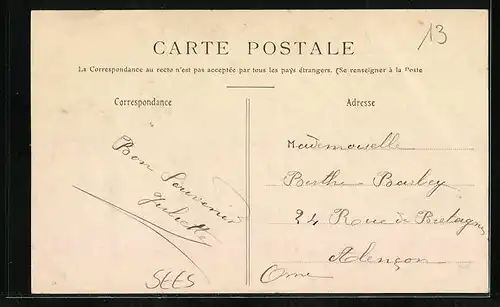 13
CARTE POSTALE
La Correspondance au recto n'est pas acceptée par tous les pays étrangers. (Se renseigner à la Poste
Correspondance
Adresse
Bon Souvenir
Juliette
SEES
Mademoiselle
Berthe Barbey
24 Rue de Bretagne
Alençon
Orne